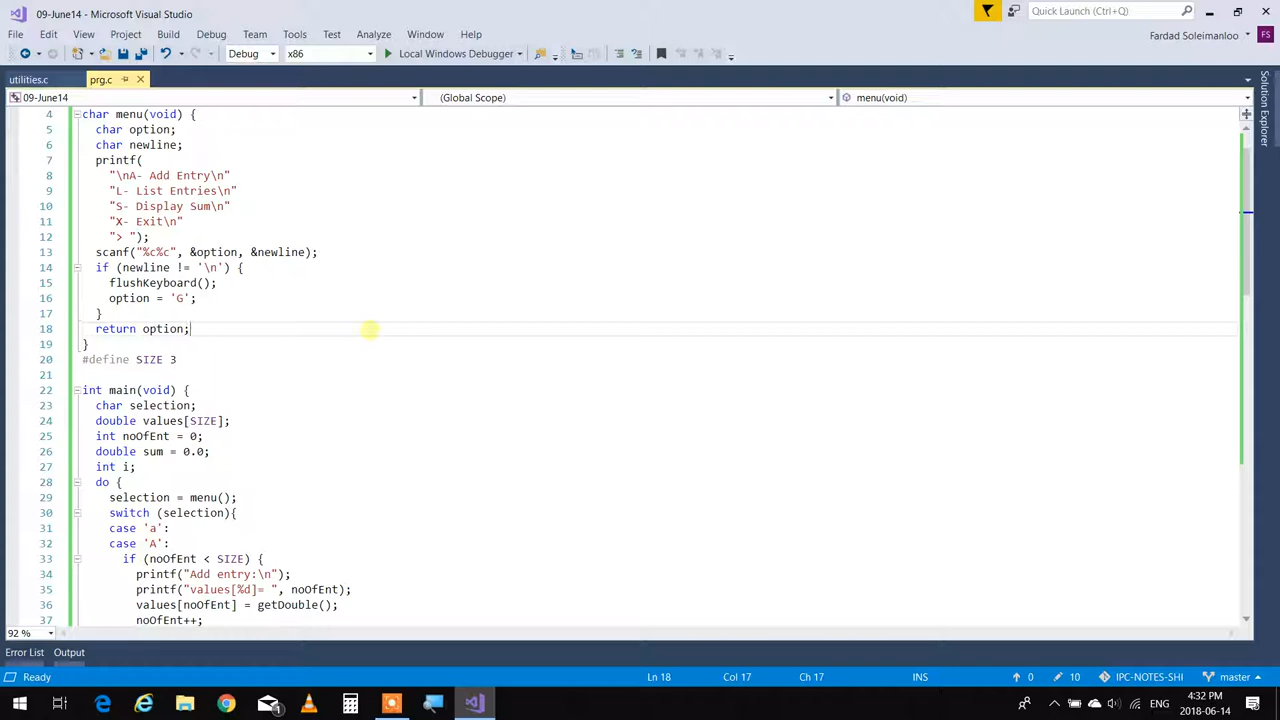 09-June14 - Microsoft Visual Studio
Quick Launch (Ctrl+Q)
File Edit View Project Build Debug Team Tools Test Analyze Window Help
Fardad Soleimanloo FS
Debug x86 Local Windows Debugger
utilities.c prg.c
09-June14 (Global Scope) menu(void)
Solution Explorer
4 char menu(void) {
5 char option;
6 char newline;
7 printf(
8 "\nA- Add Entry\n"
9 "L- List Entries\n"
10 "S- Display Sum\n"
11 "X- Exit\n"
12 "> ");
13 scanf("%c%c", &option, &newline);
14 if (newline != '\n') {
15 flushKeyboard();
16 option = 'G';
17 }
18 return option;
19 }
20 #define SIZE 3
21
22 int main(void) {
23 char selection;
24 double values[SIZE];
25 int noOfEnt = 0;
26 double sum = 0.0;
27 int i;
28 do {
29 selection = menu();
30 switch (selection){
31 case 'a':
32 case 'A':
33 if (noOfEnt < SIZE) {
34 printf("Add entry:\n");
35 printf("values[%d]= ", noOfEnt);
36 values[noOfEnt] = getDouble();
37 noOfEnt++;
92 %
Error List Output
Ready Ln 18 Col 17 Ch 17 INS 0 10 IPC-NOTES-SHI master
1
4:32 PM
2018-06-14